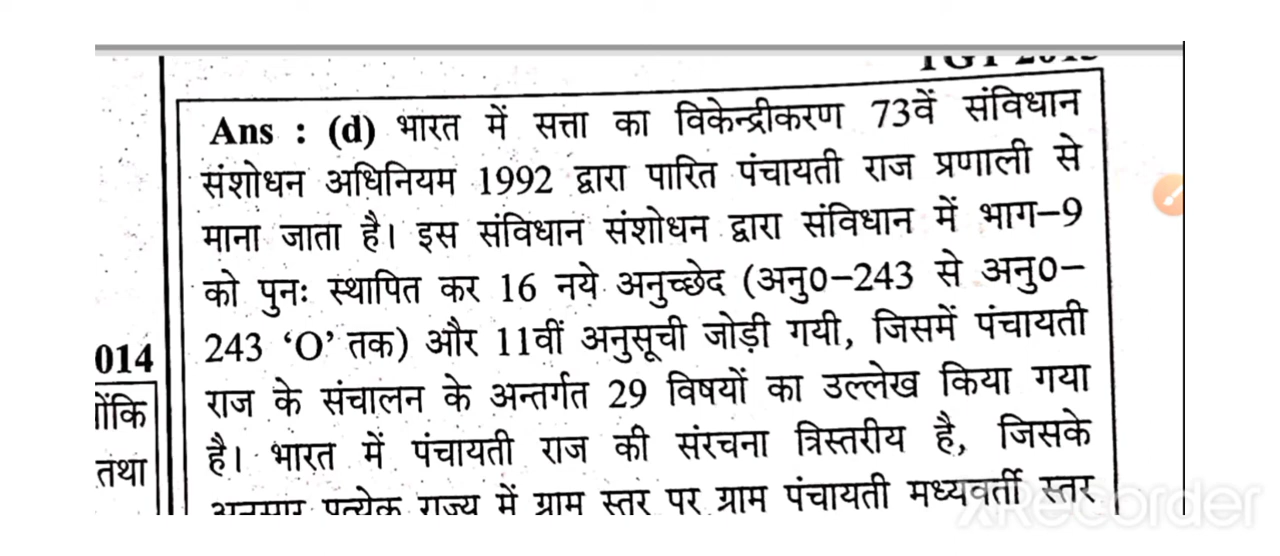 TGT 2013
Ans : (d) भारत में सत्ता का विकेन्द्रीकरण 73वें संविधान
संशोधन अधिनियम 1992 द्वारा पारित पंचायती राज प्रणाली से
माना जाता है। इस संविधान संशोधन द्वारा संविधान में भाग–9
को पुनः स्थापित कर 16 नये अनुच्छेद (अनु0–243 से अनु0–
243 ‘O’ तक) और 11वीं अनुसूची जोड़ी गयी, जिसमें पंचायती
014
राज के संचालन के अन्तर्गत 29 विषयों का उल्लेख किया गया
है। भारत में पंचायती राज की संरचना त्रिस्तरीय है, जिसके
तथा
अनुसार प्रत्येक राज्य में ग्राम स्तर पर ग्राम पंचायती मध्यवर्ती स्तर
XRecorder